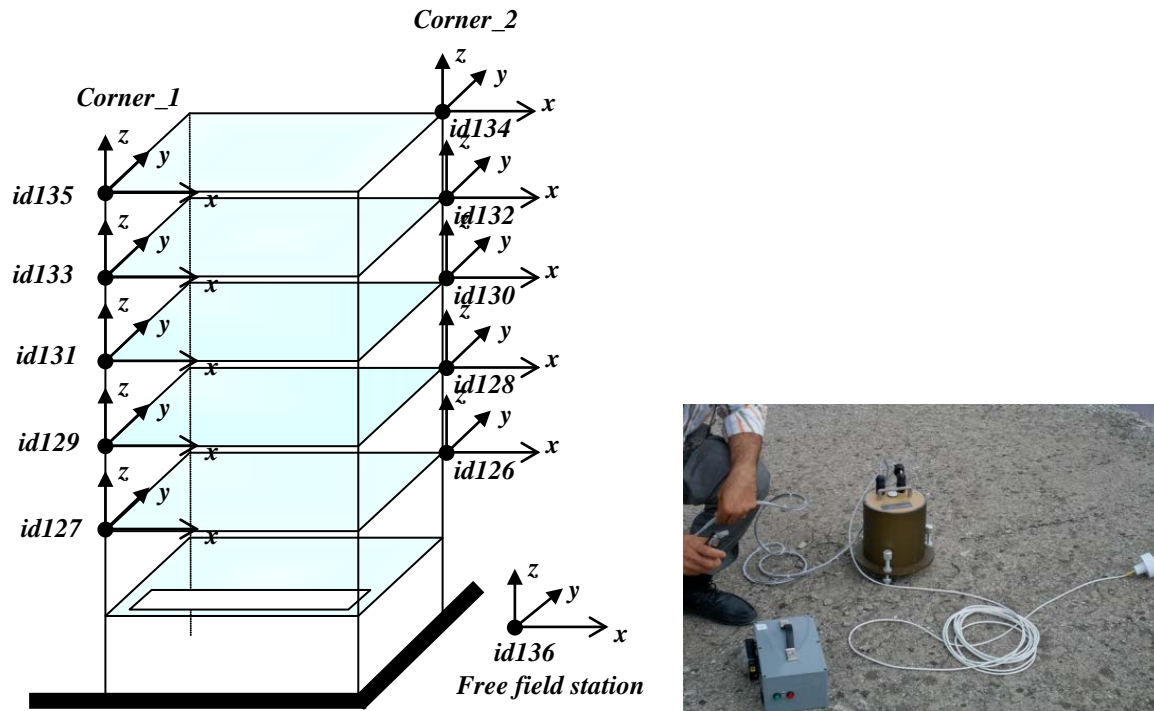 Corner_2
z
y
Corner_1
x
z
id134
y
z
y
id135
x
x
id132
z
z
y
y
id133
x
x
id130
z
y
z
y
id131
x
x
id128
z
y
z
y
id129
x
x
id126
z
y
id127
x
z
y
x
id136
Free field station